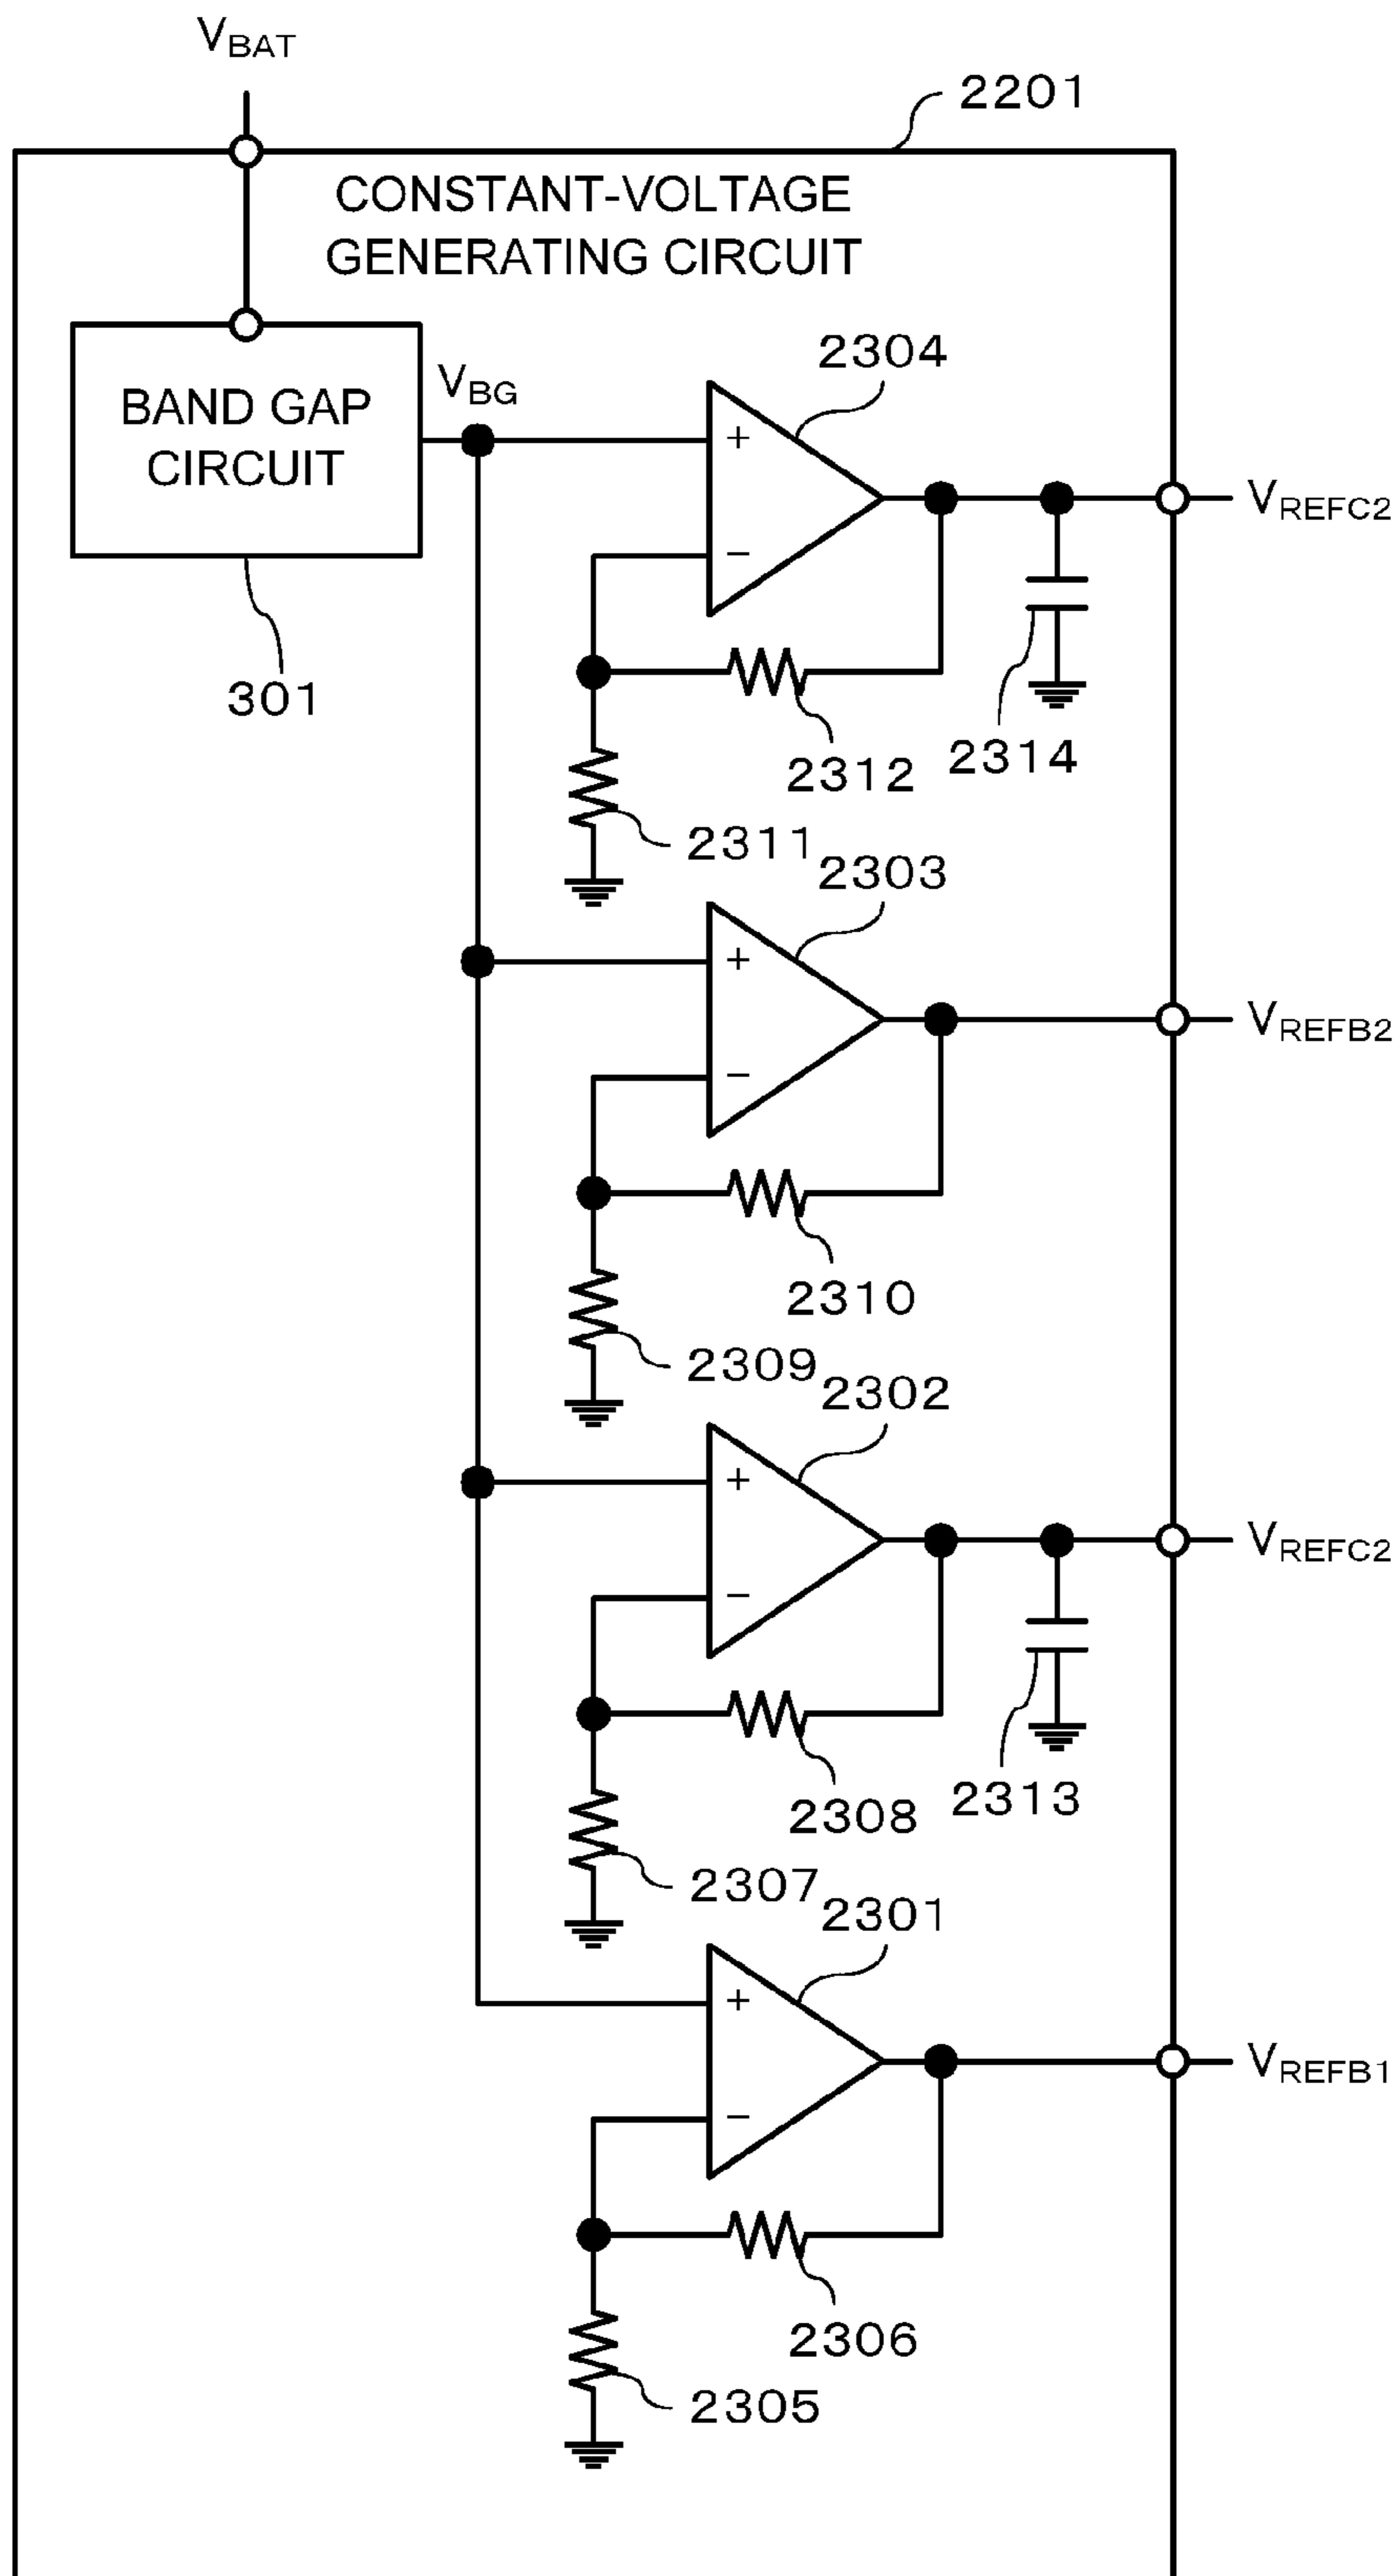 VBAT
2201
CONSTANT-VOLTAGE
GENERATING CIRCUIT
BAND GAP
CIRCUIT
301
VBG
2304
+
−
VREFC2
2312
2314
2311
2303
+
−
VREFB2
2310
2309
2302
+
−
VREFC2
2308
2313
2307
2301
+
−
VREFB1
2306
2305